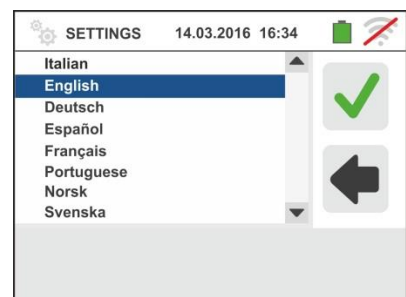 SETTINGS 14.03.2016 16:34
Italian
English
Deutsch
Español
Français
Portuguese
Norsk
Svenska